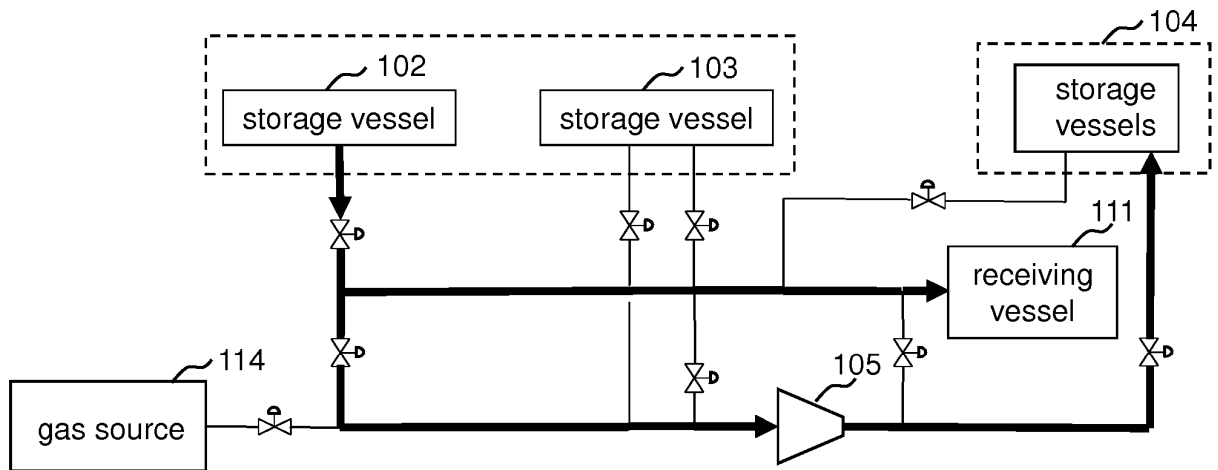 104
102
103
storage vessel
storage vessel
storage
vessels
111
receiving
vessel
114
105
gas source